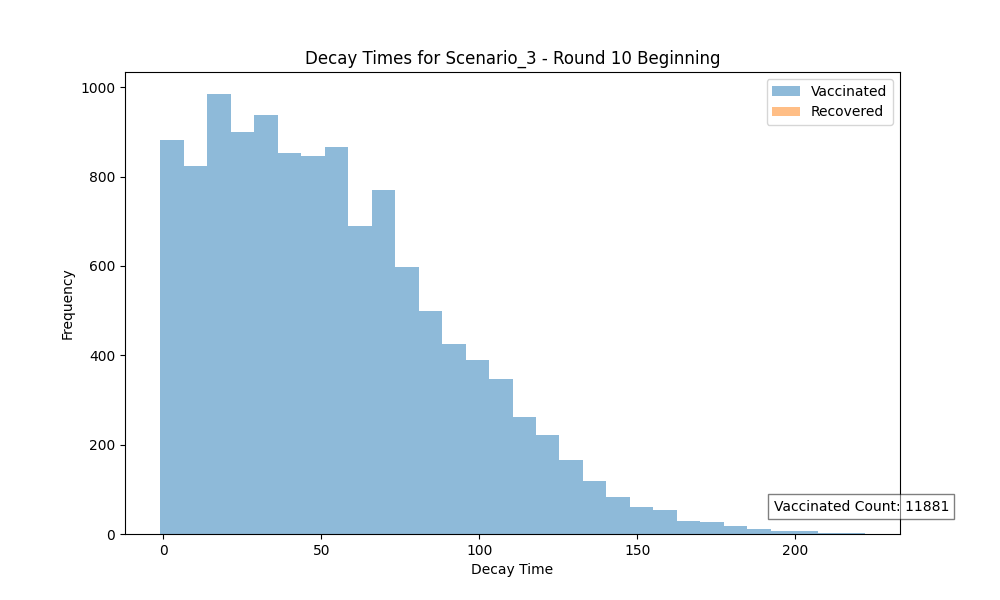 Decay Times for Scenario_3 - Round 10 Beginning
Vaccinated
Recovered
1000
800
600
400
200
0
Frequency
Vaccinated Count: 11881
0 50 100 150 200
Decay Time